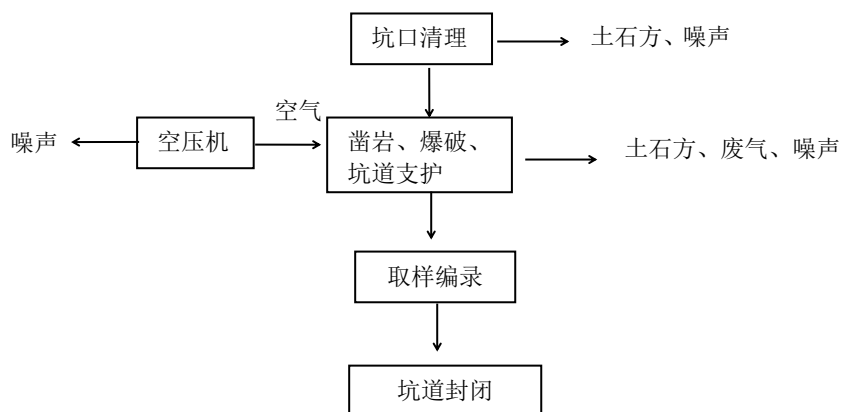 坑口清理
土石方、噪声
空气
噪声
空压机
凿岩、爆破、
坑道支护
土石方、废气、噪声
取样编录
坑道封闭